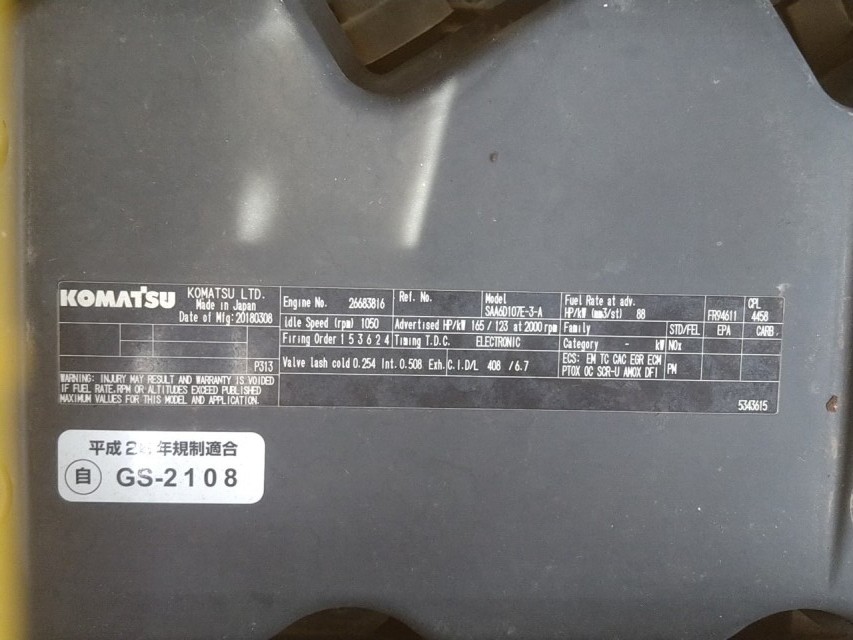 KOMATSU
KOMATSU LTD.
Made in Japan
Date of Mfg:20180308
P313
WARNING: INJURY MAY RESULT AND WARRANTY IS VOIDED
IF FUEL RATE.RPM OR ALTITUDES EXCEED PUBLISHED
MAXIMUM VALUES FOR THIS MODEL AND APPLICATION.
Engine No. 26683816
Ref. No.
Model
SAA6D107E-3-A
Fuel Rate at adv.
HP/kW (mm3/st) 88
FR94611
CPL
4458
Idle Speed (rpm) 1050
Advertised HP/kW 165 / 123 at 2000 rpm
Family
STD/FEL
EPA
CARB
Firing Order 1 5 3 6 2 4
Timing T.D.C. ELECTRONIC
Category - kW
NOx
Valve lash cold 0.254 Int. 0.508 Exh.
C.I.D/L 408 /6.7
ECS: EM TC CAC EGR ECM
PTOX OC SCR-U AMOX DFI
PM
5343615
平成2 年規制適合
自 GS-2108